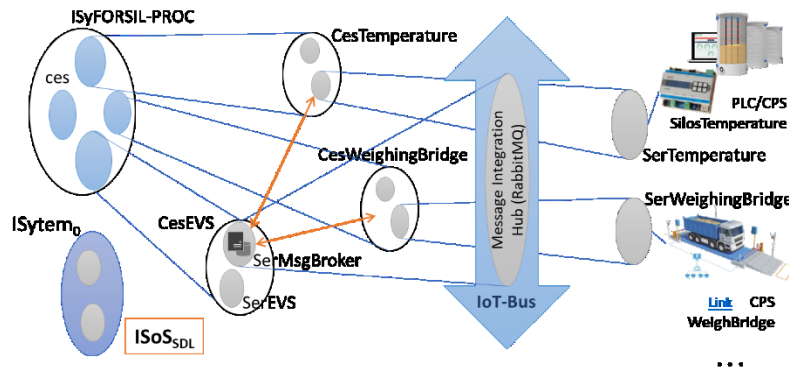 ISyFORSIL-PROC
CesTemperature
ces
PLC/CPS
SilosTemperature
SerTemperature
CesWeighingBridge
Message Integration
Hub (RabbitMQ)
SerWeighingBridge
ISytem₀
CesEVS
SerMsgBroker
SerEVS
IoT-Bus
Link CPS
WeighBridge
ISoS_SDL
...